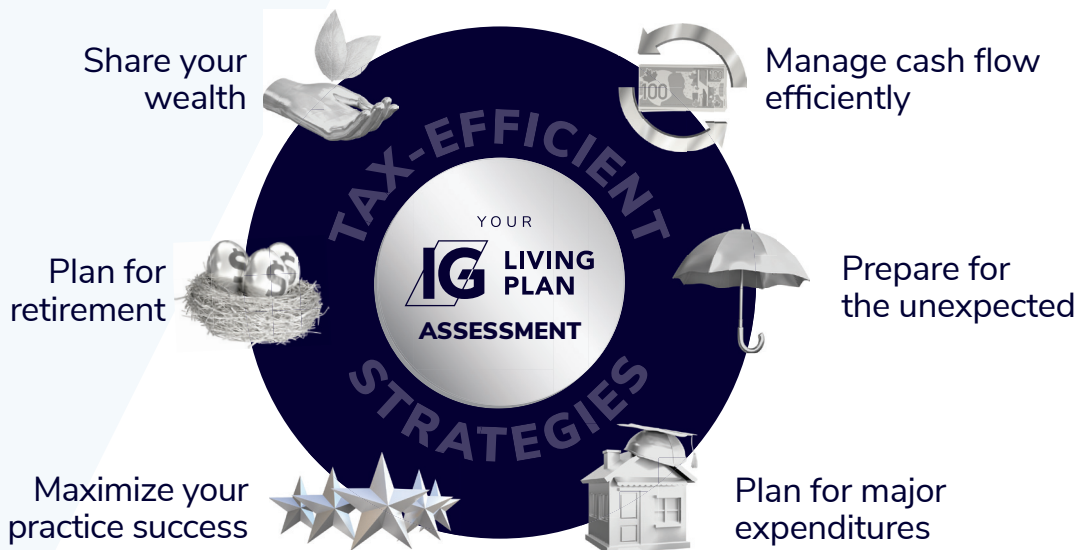 Share your
wealth
Manage cash flow
efficiently
100
TAX-EFFICIENT
YOUR
IG LIVING
PLAN
ASSESSMENT
Plan for
retirement
$ $ $
Prepare for
the unexpected
STRATEGIES
Maximize your
practice success
Plan for major
expenditures